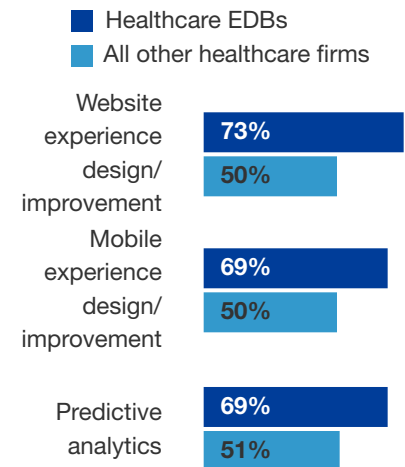 Healthcare EDBs
All other healthcare firms
Website
experience
design/
improvement
73%
50%
Mobile
experience
design/
improvement
69%
50%
Predictive
analytics
69%
51%